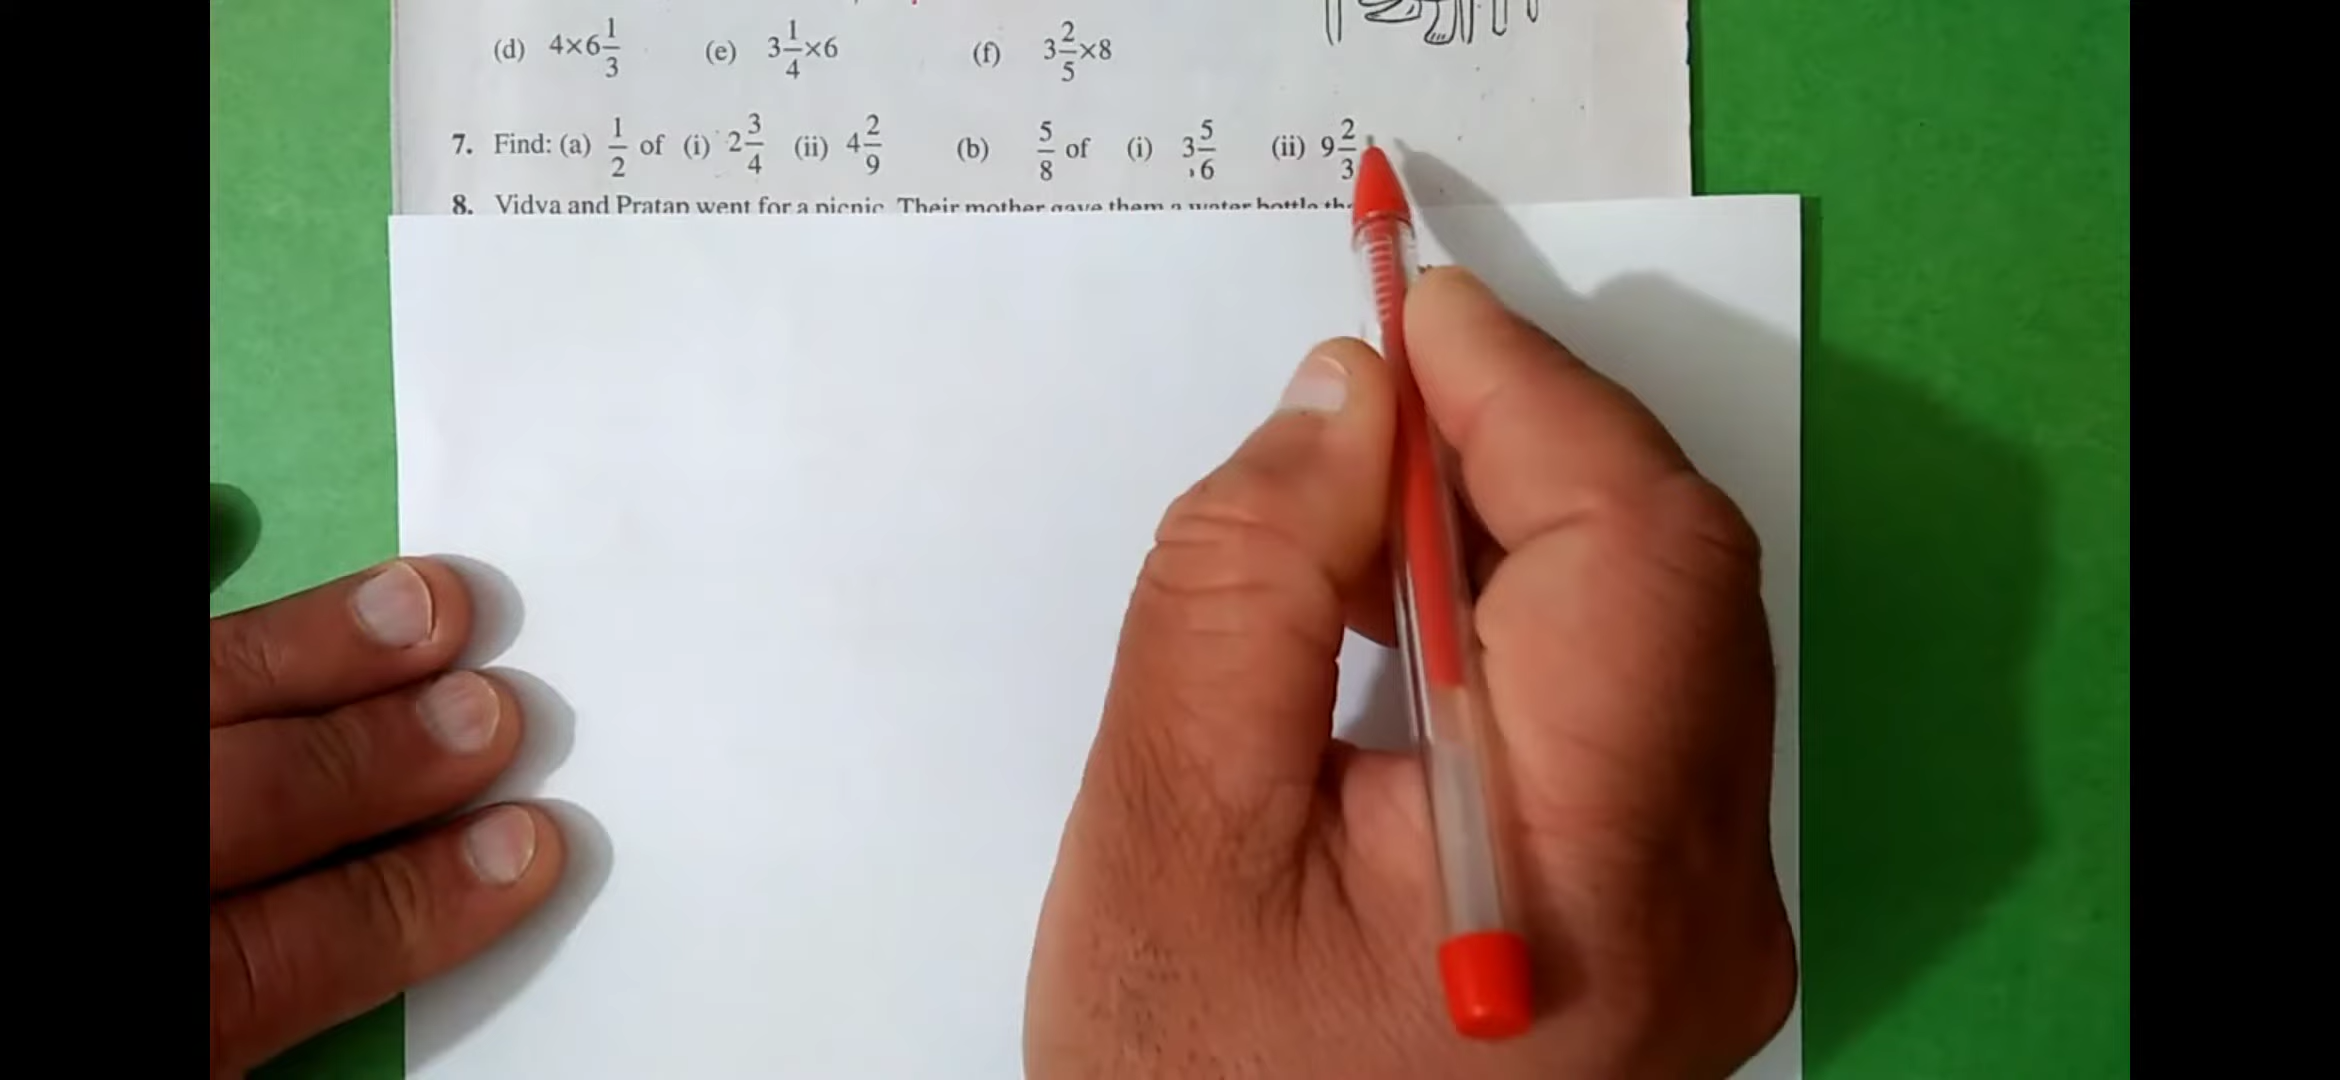 (d) 4×6 1/3 (e) 3 1/4 ×6 (f) 3 2/5 ×8
7. Find: (a) 1/2 of (i) 2 3/4 (ii) 4 2/9 (b) 5/8 of (i) 3 5/6 (ii) 9 2/3
8. Vidya and Pratap went for a picnic. Their mother gave them a water bottle